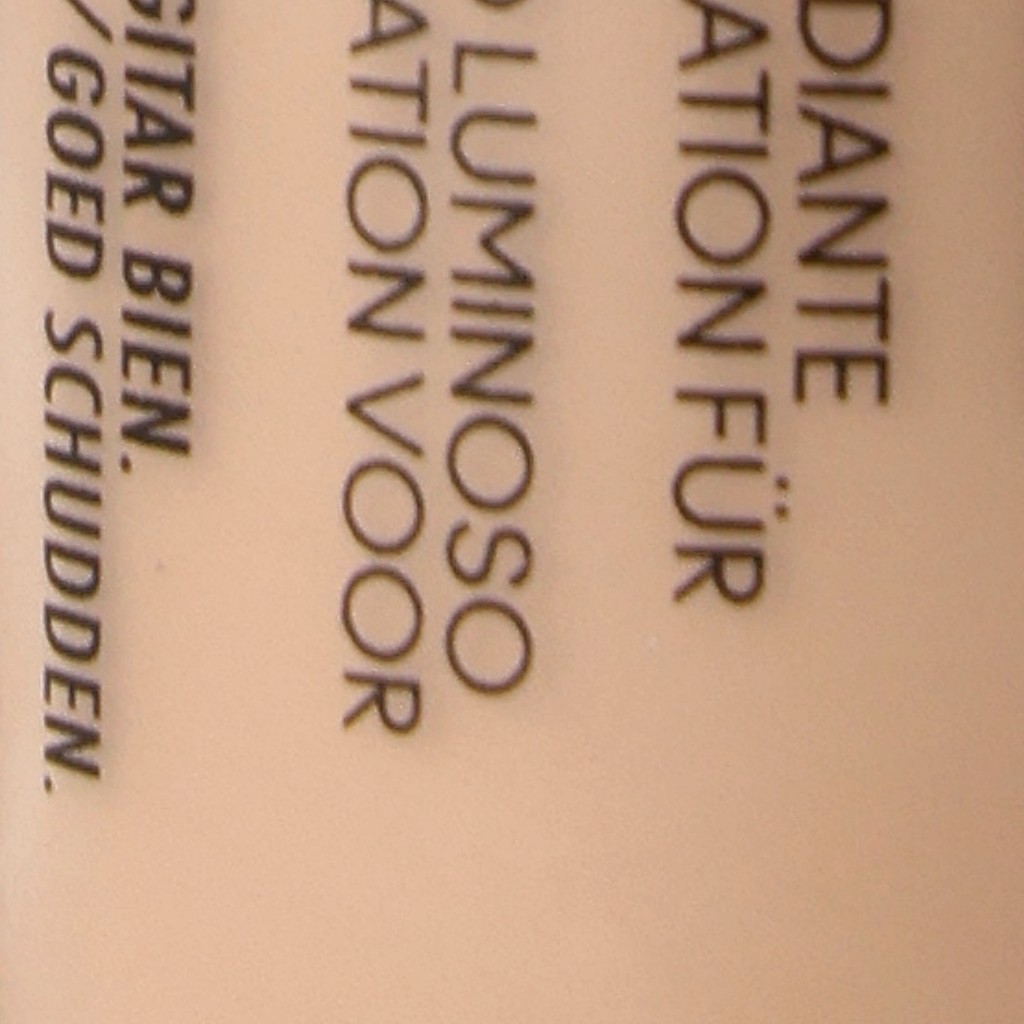 DIANTE
ATION FÜR
LUMINOSO
ATION VOOR
GITAR BIEN.
/GOED SCHUDDEN.